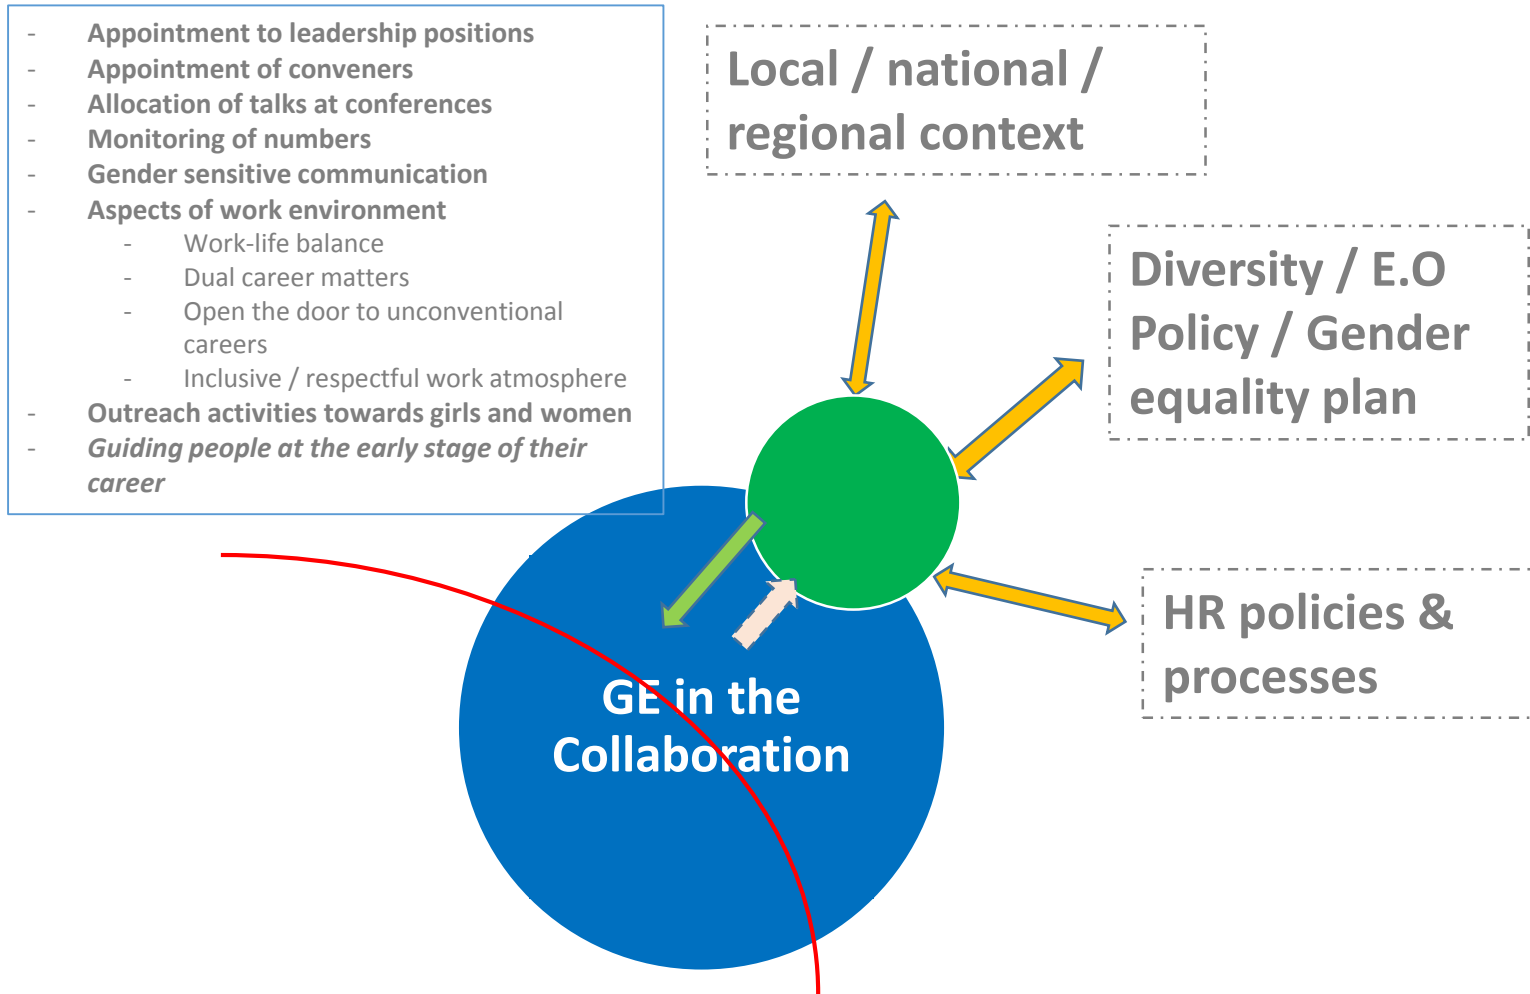 - Appointment to leadership positions
- Appointment of conveners
- Allocation of talks at conferences
- Monitoring of numbers
- Gender sensitive communication
- Aspects of work environment
- Work-life balance
- Dual career matters
- Open the door to unconventional
careers
- Inclusive / respectful work atmosphere
- Outreach activities towards girls and women
- Guiding people at the early stage of their
career
Local / national /
regional context
Diversity / E.O
Policy / Gender
equality plan
HR policies &
processes
GE in the
Collaboration